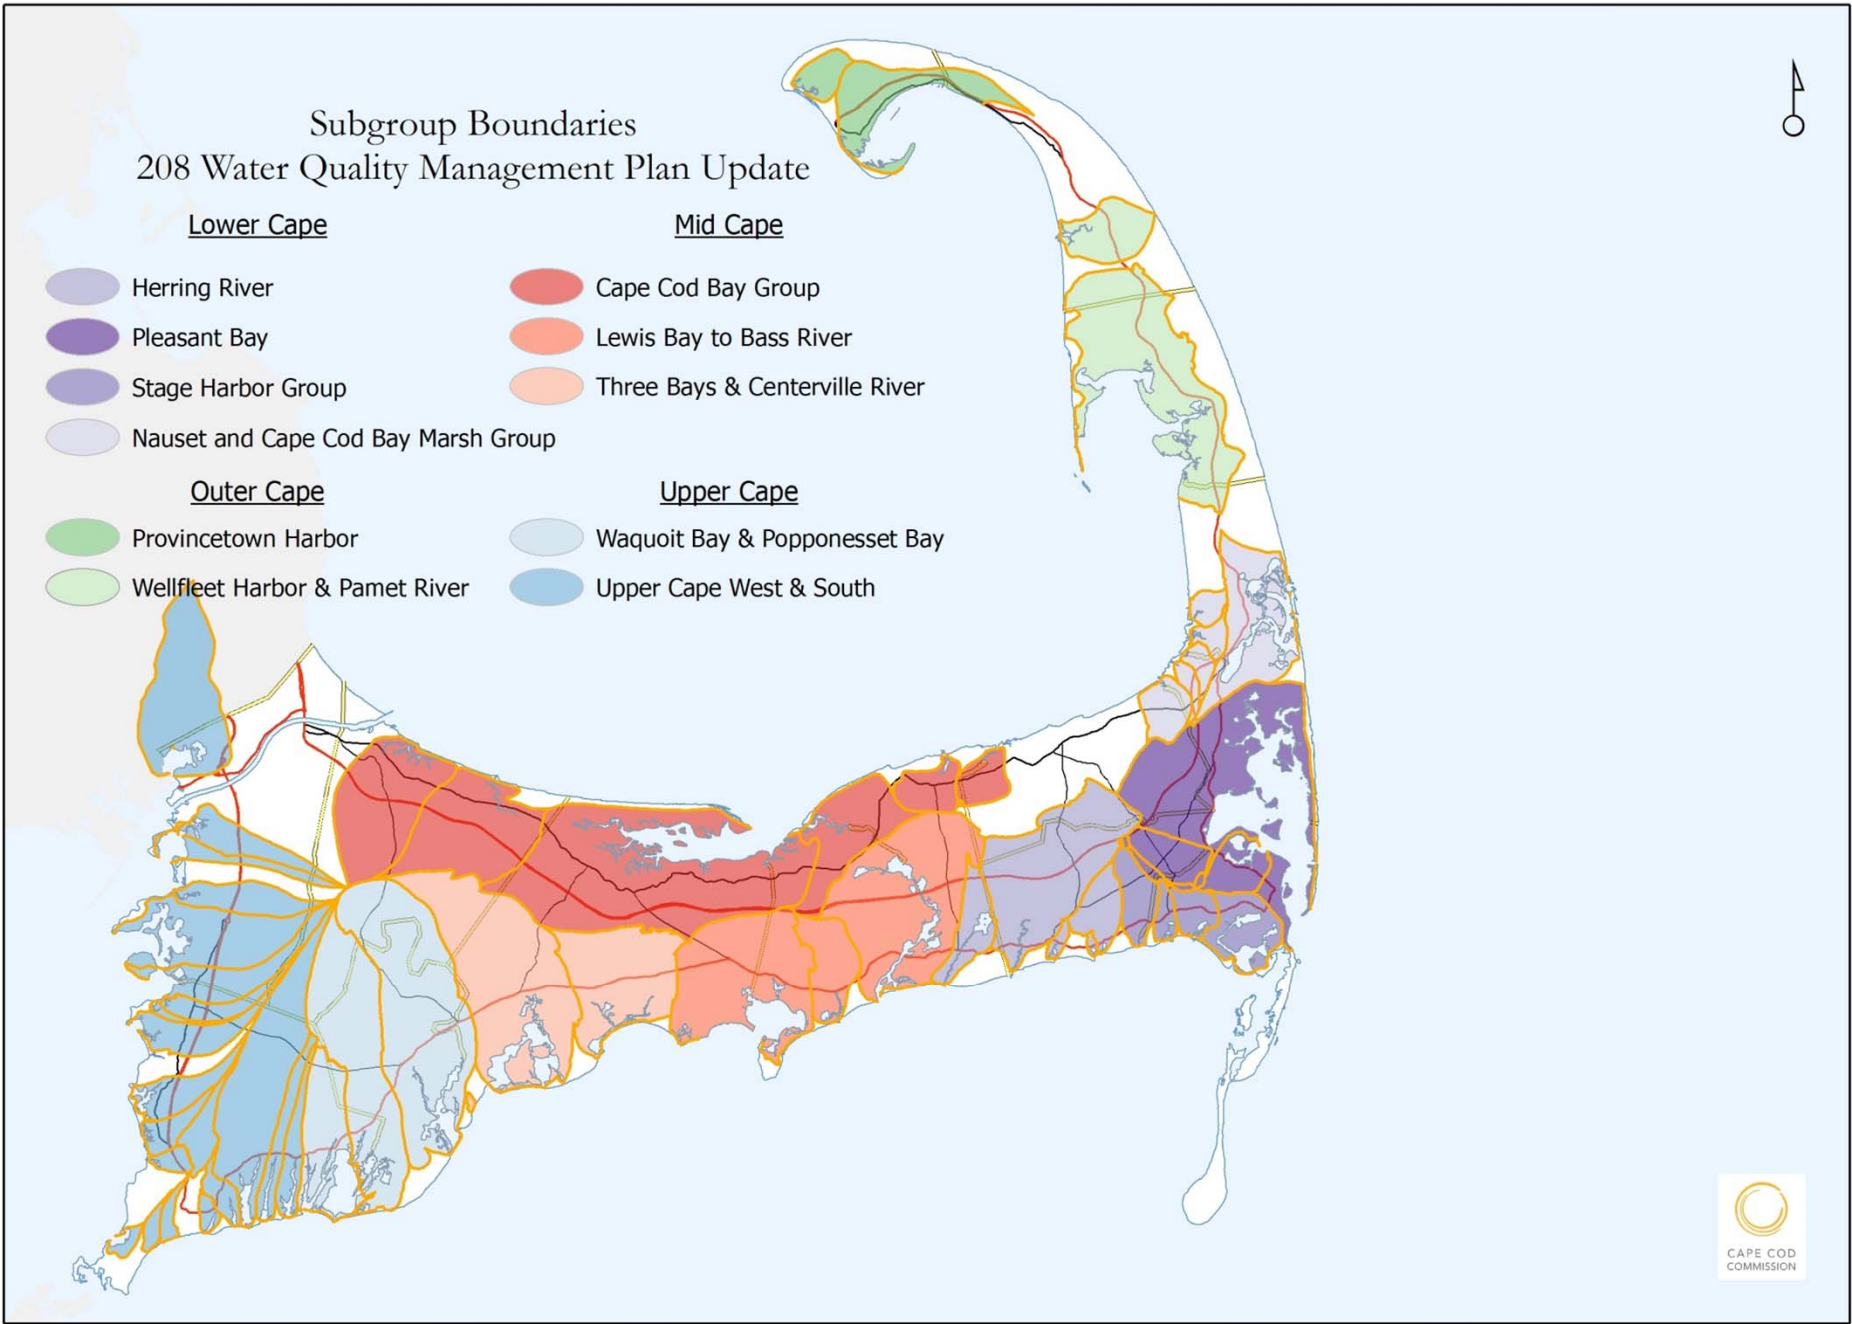 Subgroup Boundaries
208 Water Quality Management Plan Update
Lower Cape
Herring River
Pleasant Bay
Stage Harbor Group
Nauset and Cape Cod Bay Marsh Group
Mid Cape
Cape Cod Bay Group
Lewis Bay to Bass River
Three Bays & Centerville River
Outer Cape
Provincetown Harbor
Wellfleet Harbor & Pamet River
Upper Cape
Waquoit Bay & Popponesset Bay
Upper Cape West & South
CAPE COD
COMMISSION